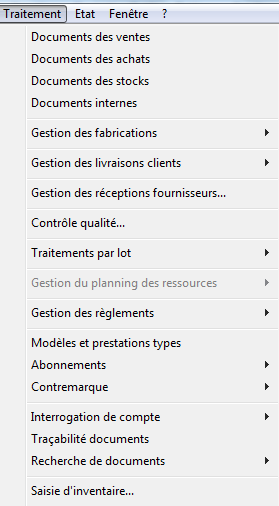 Traitement Etat Fenêtre ?
Documents des ventes
Documents des achats
Documents des stocks
Documents internes
Gestion des fabrications
Gestion des livraisons clients
Gestion des réceptions fournisseurs...
Contrôle qualité...
Traitements par lot
Gestion du planning des ressources
Gestion des règlements
Modèles et prestations types
Abonnements
Contremarque
Interrogation de compte
Traçabilité documents
Recherche de documents
Saisie d'inventaire...